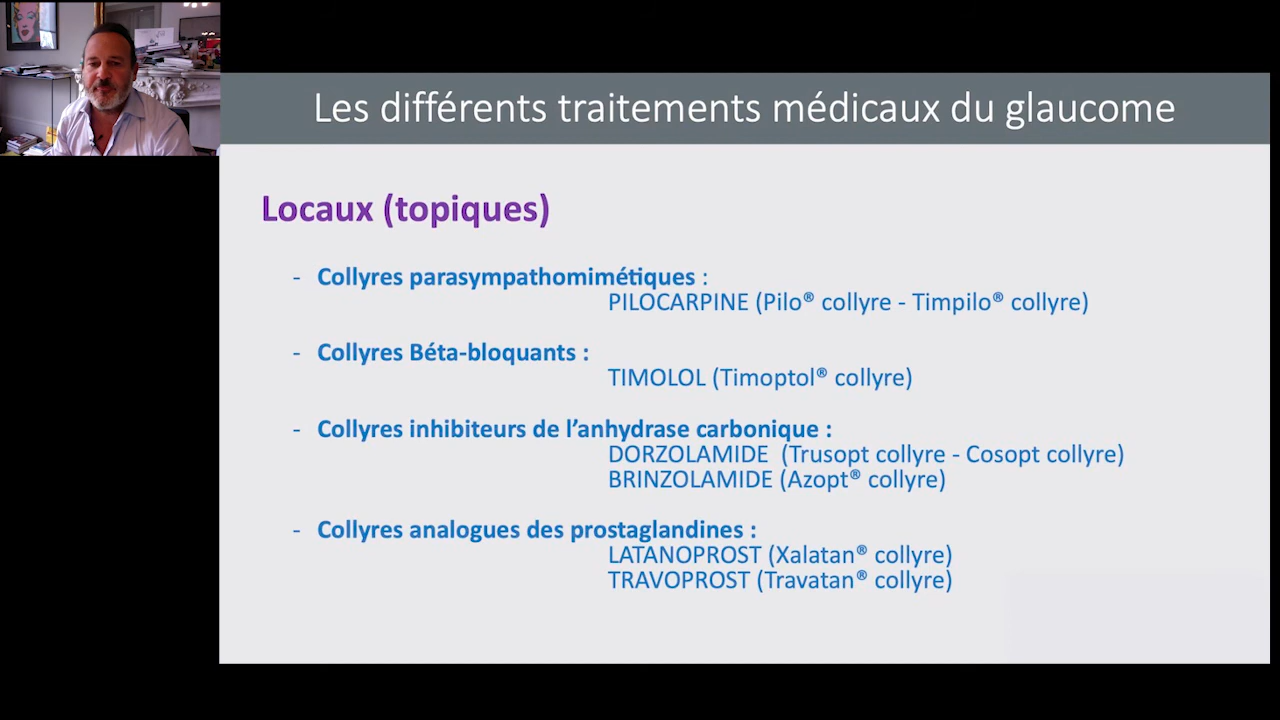 Les différents traitements médicaux du glaucome
Locaux (topiques)
- Collyres parasympathomimétiques :
PILOCARPINE (Pilo® collyre - Timpilo® collyre)
- Collyres Béta-bloquants :
TIMOLOL (Timoptol® collyre)
- Collyres inhibiteurs de l’anhydrase carbonique :
DORZOLAMIDE (Trusopt collyre - Cosopt collyre)
BRINZOLAMIDE (Azopt® collyre)
- Collyres analogues des prostaglandines :
LATANOPROST (Xalatan® collyre)
TRAVOPROST (Travatan® collyre)